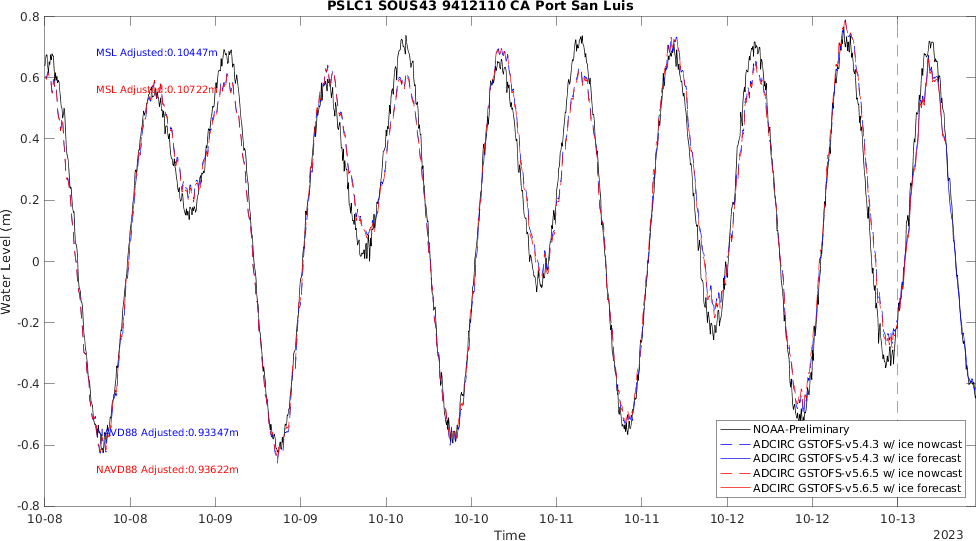 PSLC1 SOUS43 9412110 CA Port San Luis
0.8
0.6
0.4
0.2
0
-0.2
-0.4
-0.6
-0.8
Water Level (m)
MSL Adjusted:0.10447m
MSL Adjusted:0.10722m
NAVD88 Adjusted:0.93347m
NAVD88 Adjusted:0.93622m
NOAA-Preliminary
ADCIRC GSTOFS-v5.4.3 w/ ice nowcast
ADCIRC GSTOFS-v5.4.3 w/ ice forecast
ADCIRC GSTOFS-v5.6.5 w/ ice nowcast
ADCIRC GSTOFS-v5.6.5 w/ ice forecast
10-08 10-08 10-09 10-09 10-10 10-10 10-11 10-11 10-12 10-12 10-13
Time
2023